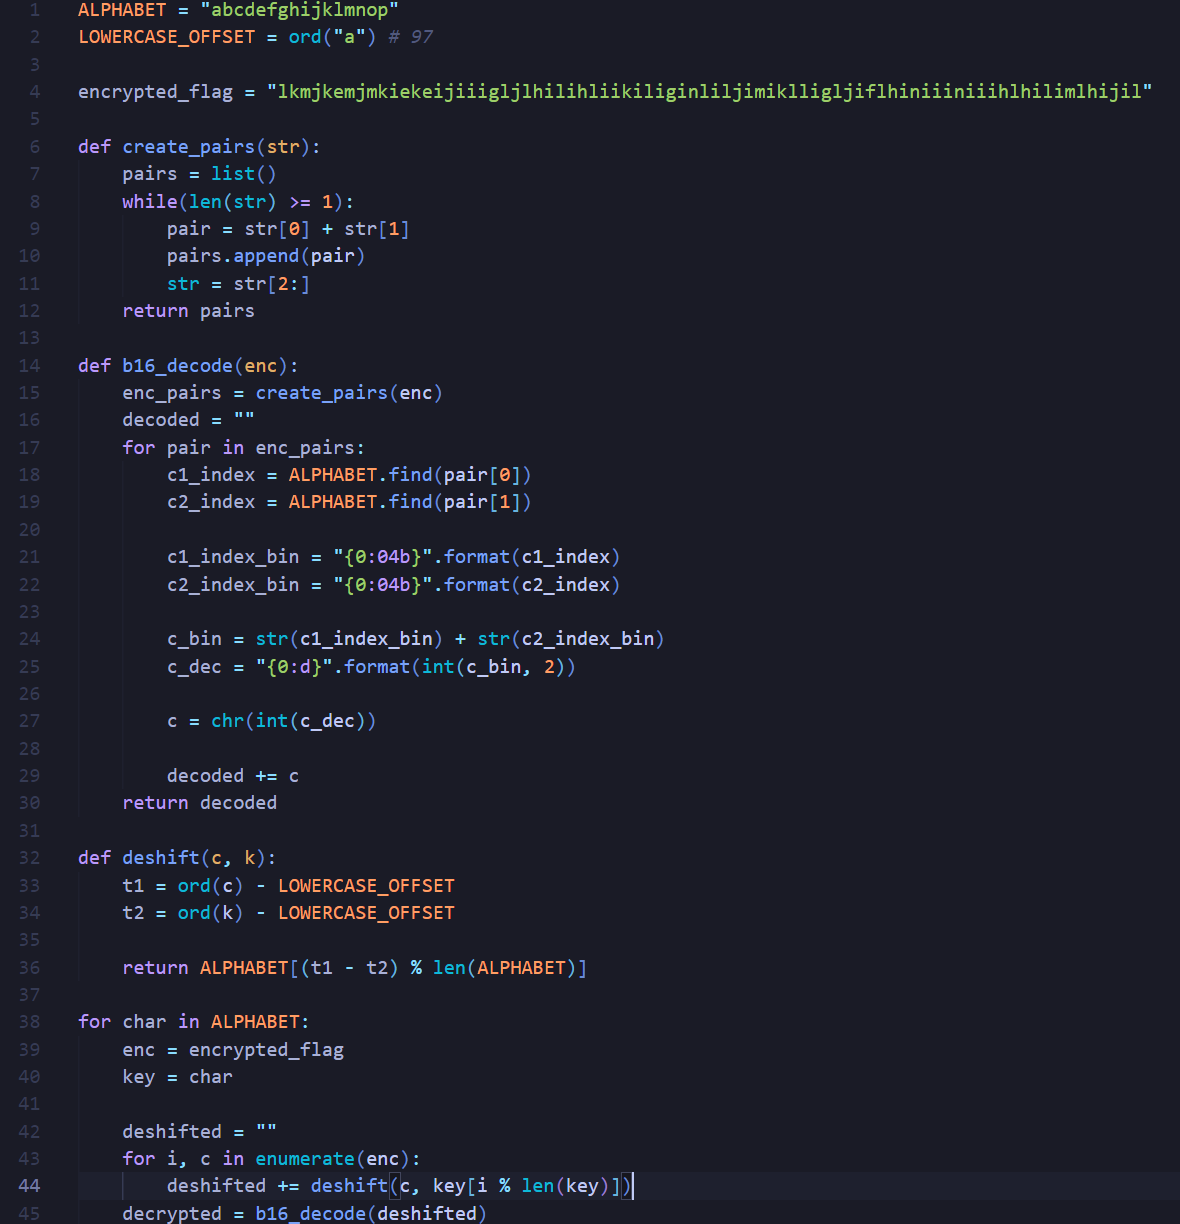 1 ALPHABET = "abcdefghijklmnop"
2 LOWERCASE_OFFSET = ord("a") # 97
3
4 encrypted_flag = "lkmjkemjmkiekeijiiigljlhilihliikiliginliljimiklligljiflhiniiiniiihlhilimlhijil"
5
6 def create_pairs(str):
7     pairs = list()
8     while(len(str) >= 1):
9         pair = str[0] + str[1]
10         pairs.append(pair)
11         str = str[2:]
12     return pairs
13
14 def b16_decode(enc):
15     enc_pairs = create_pairs(enc)
16     decoded = ""
17     for pair in enc_pairs:
18         c1_index = ALPHABET.find(pair[0])
19         c2_index = ALPHABET.find(pair[1])
20
21         c1_index_bin = "{0:04b}".format(c1_index)
22         c2_index_bin = "{0:04b}".format(c2_index)
23
24         c_bin = str(c1_index_bin) + str(c2_index_bin)
25         c_dec = "{0:d}".format(int(c_bin, 2))
26
27         c = chr(int(c_dec))
28
29         decoded += c
30     return decoded
31
32 def deshift(c, k):
33     t1 = ord(c) - LOWERCASE_OFFSET
34     t2 = ord(k) - LOWERCASE_OFFSET
35
36     return ALPHABET[(t1 - t2) % len(ALPHABET)]
37
38 for char in ALPHABET:
39     enc = encrypted_flag
40     key = char
41
42     deshifted = ""
43     for i, c in enumerate(enc):
44         deshifted += deshift(c, key[i % len(key)])
45     decrypted = b16_decode(deshifted)